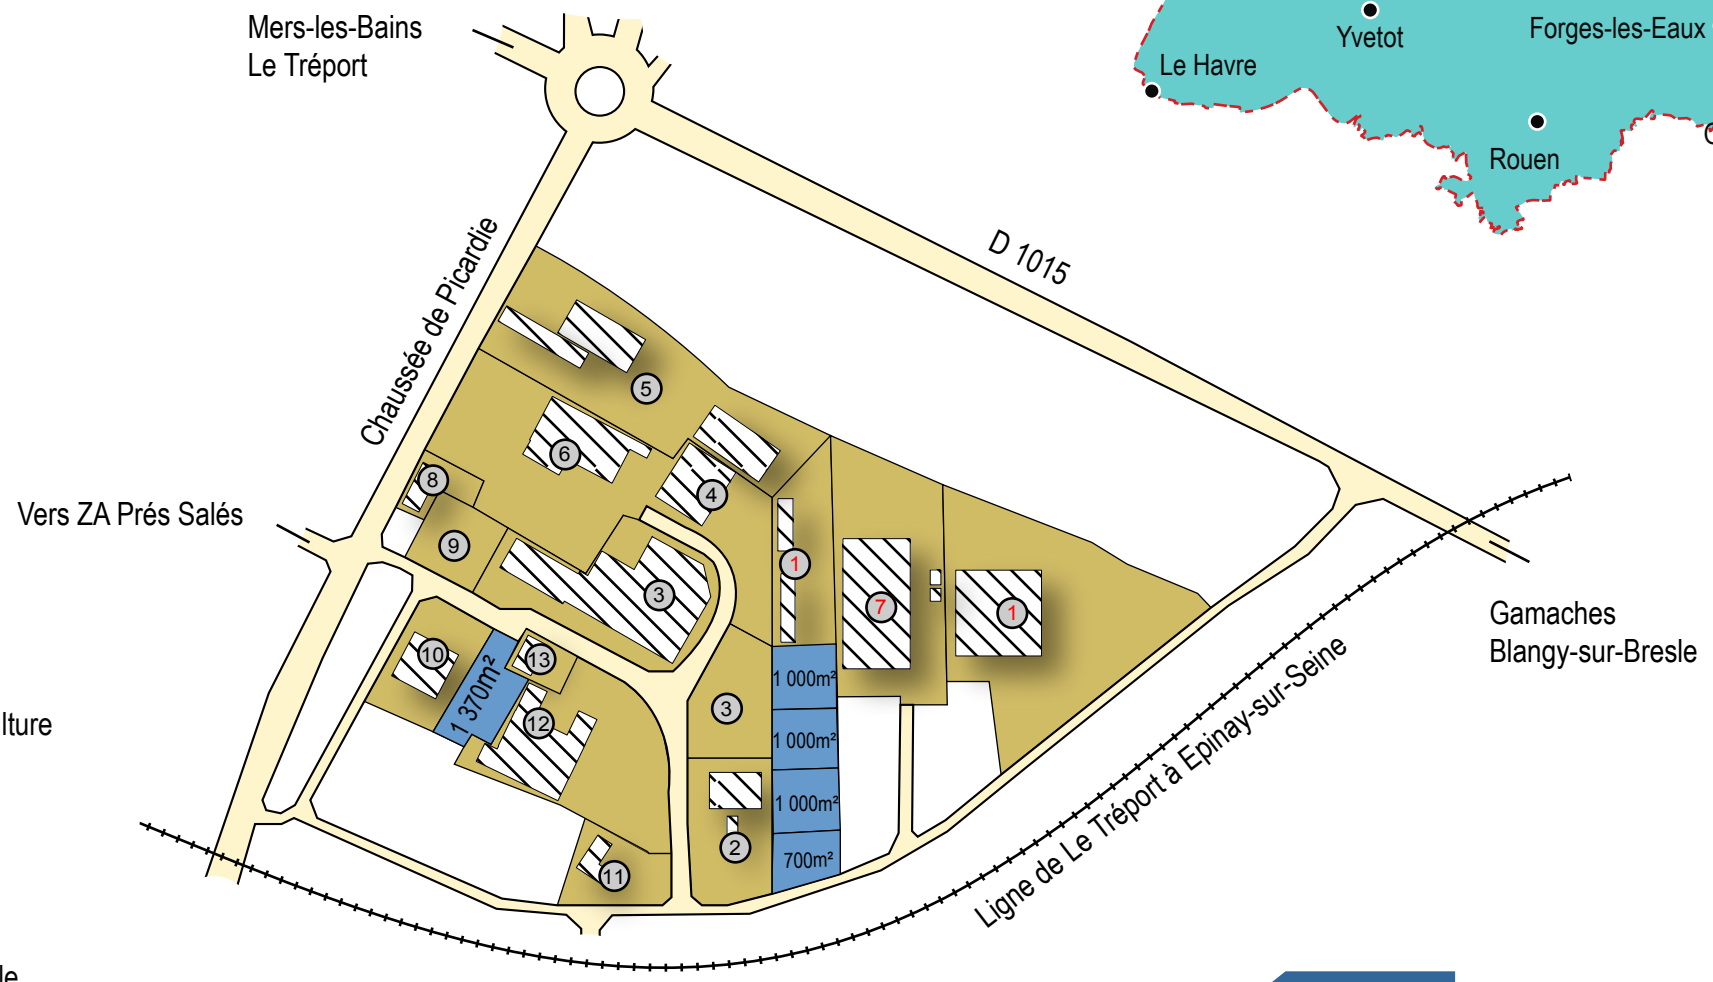 Mers-les-Bains
Le Tréport
Yvetot
Forges-les-Eaux
Le Havre
Rouen
D 1015
Chaussée de Picardie
5
6
4
8
Vers ZA Prés Salés
9
1
3
7
1
Gamaches
Blangy-sur-Bresle
10
13
1 370m²
1 000m²
12
3
lture
1 000m²
1 000m²
2
700m²
11
Ligne de Le Tréport à Epinay-sur-Seine
le